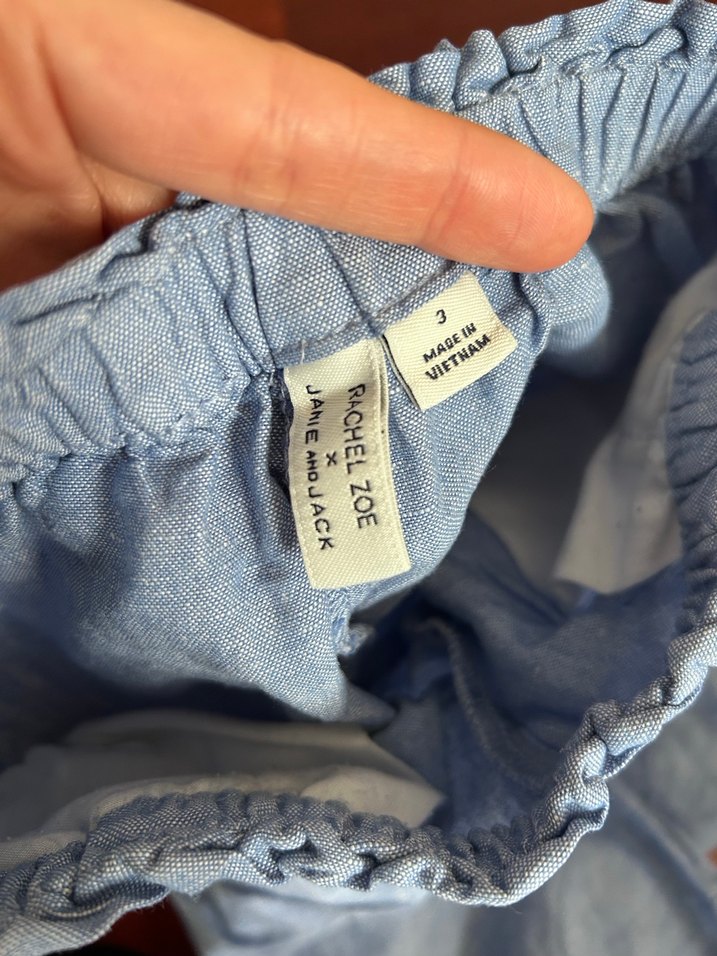 RACHEL ZOE
x
JANIE AND JACK
3
MADE IN
VIETNAM